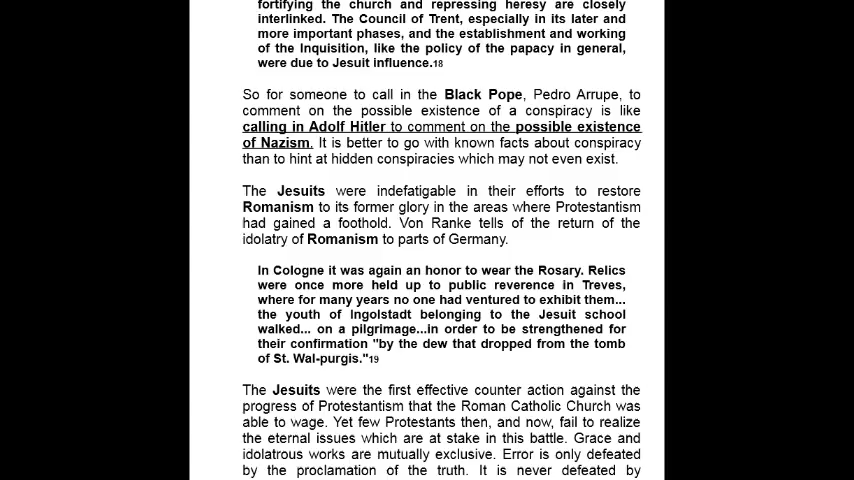 fortifying the church and repressing heresy are closely
interlinked. The Council of Trent, especially in its later and
more important phases, and the establishment and working
of the Inquisition, like the policy of the papacy in general,
were due to Jesuit influence.18
So for someone to call in the Black Pope, Pedro Arrupe, to
comment on the possible existence of a conspiracy is like
calling in Adolf Hitler to comment on the possible existence
of Nazism. It is better to go with known facts about conspiracy
than to hint at hidden conspiracies which may not even exist.
The Jesuits were indefatigable in their efforts to restore
Romanism to its former glory in the areas where Protestantism
had gained a foothold. Von Ranke tells of the return of the
idolatry of Romanism to parts of Germany.
In Cologne it was again an honor to wear the Rosary. Relics
were once more held up to public reverence in Treves,
where for many years no one had ventured to exhibit them...
the youth of Ingolstadt belonging to the Jesuit school
walked... on a pilgrimage...in order to be strengthened for
their confirmation "by the dew that dropped from the tomb
of St. Wal-purgis."19
The Jesuits were the first effective counter action against the
progress of Protestantism that the Roman Catholic Church was
able to wage. Yet few Protestants then, and now, fail to realize
the eternal issues which are at stake in this battle. Grace and
idolatrous works are mutually exclusive. Error is only defeated
by the proclamation of the truth. It is never defeated by